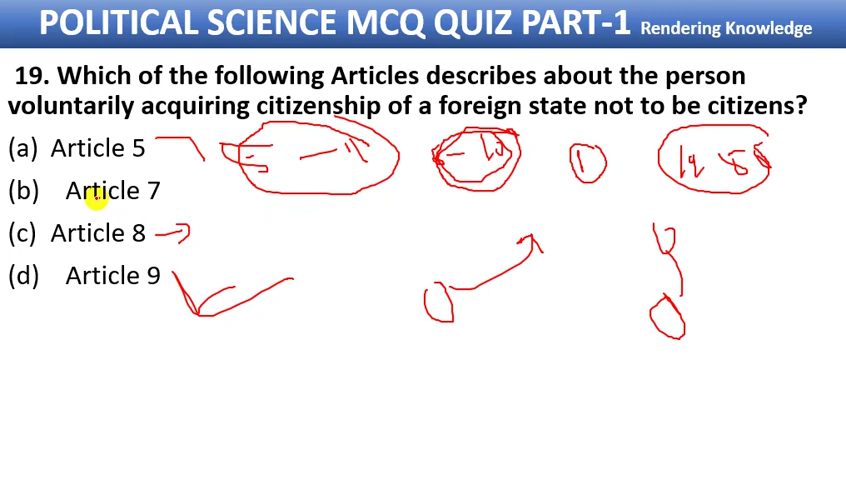 POLITICAL SCIENCE MCQ QUIZ PART-1 Rendering Knowledge
19. Which of the following Articles describes about the person
voluntarily acquiring citizenship of a foreign state not to be citizens?
(a) Article 5
(b) Article 7
(c) Article 8
(d) Article 9